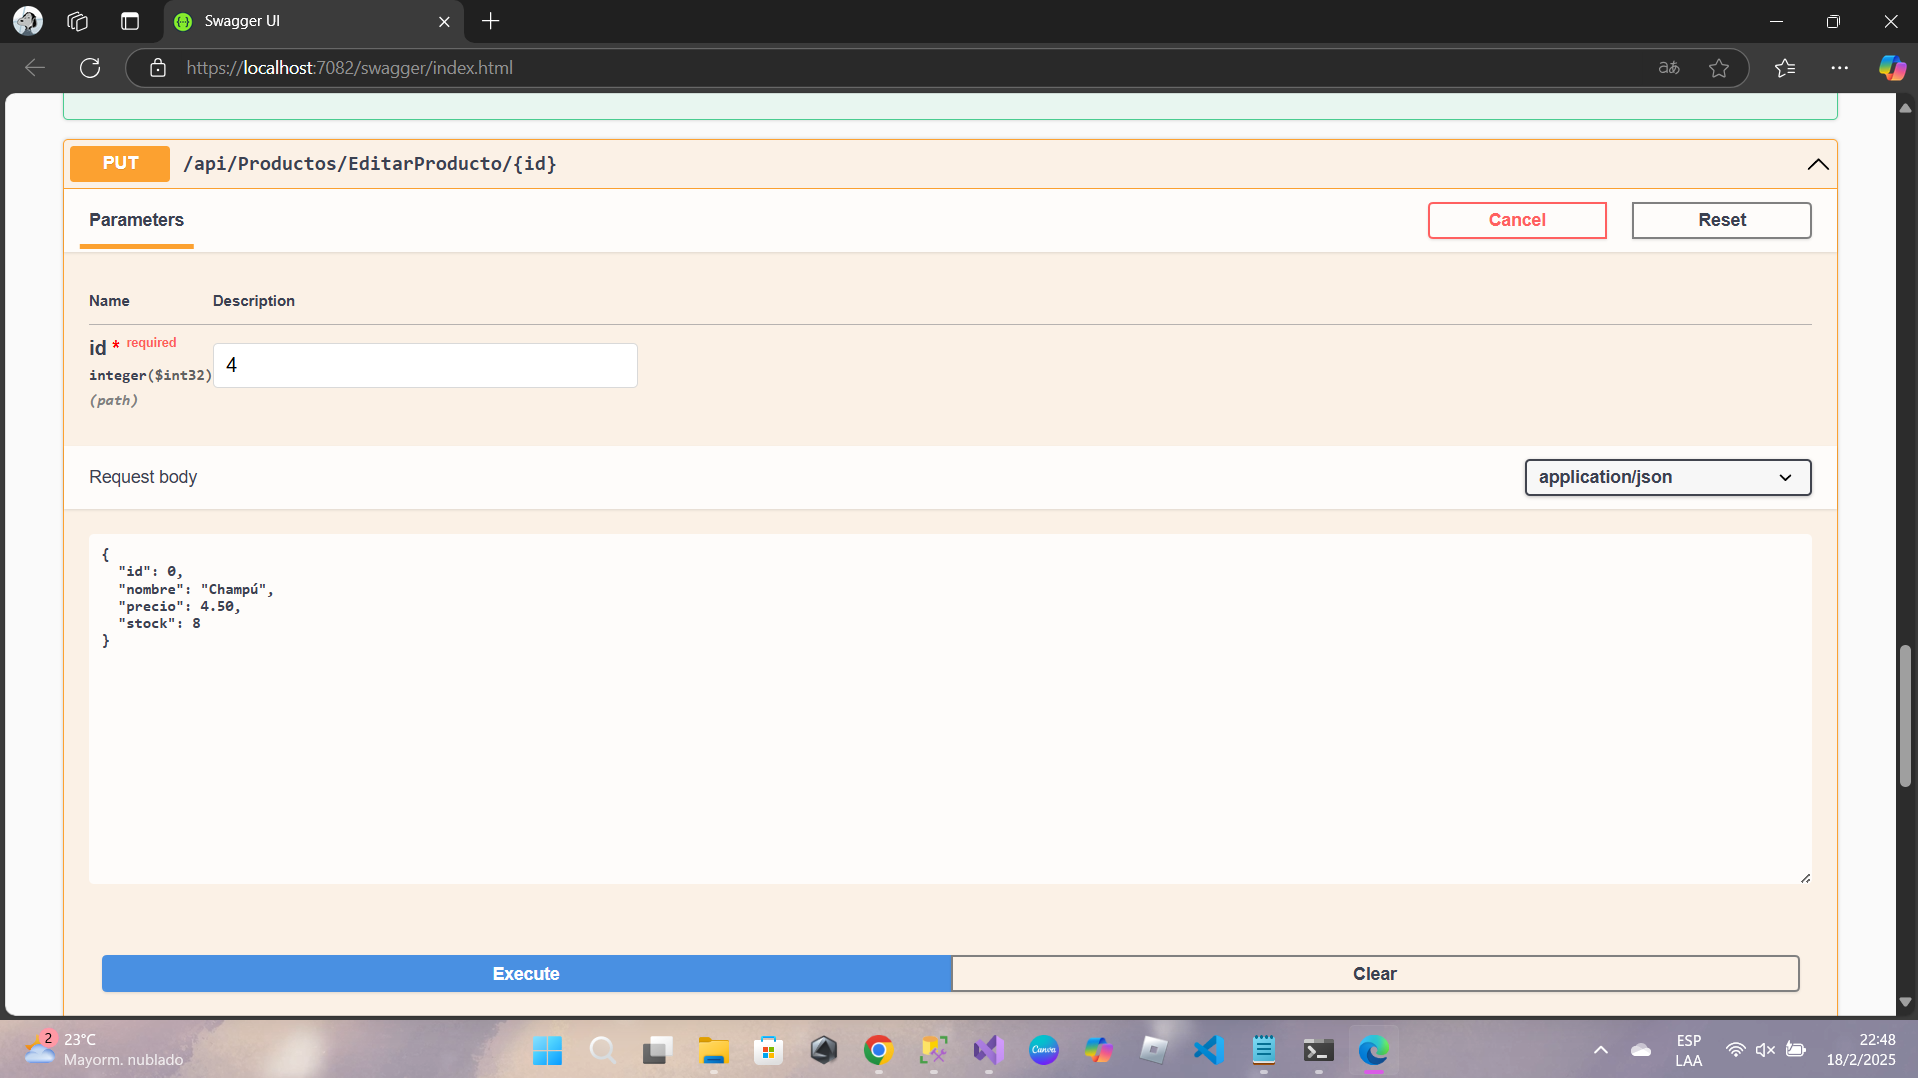 Swagger UI
https://localhost:7082/swagger/index.html
PUT /api/Productos/EditarProducto/{id}
Parameters
Cancel
Reset
Name Description
id * required
integer($int32)
(path)
4
Request body
application/json
{
"id": 0,
"nombre": "Champú",
"precio": 4.50,
"stock": 8
}
Execute
Clear
2
23°C
Mayorm. nublado
Canva
ESP
LAA
22:48
18/2/2025